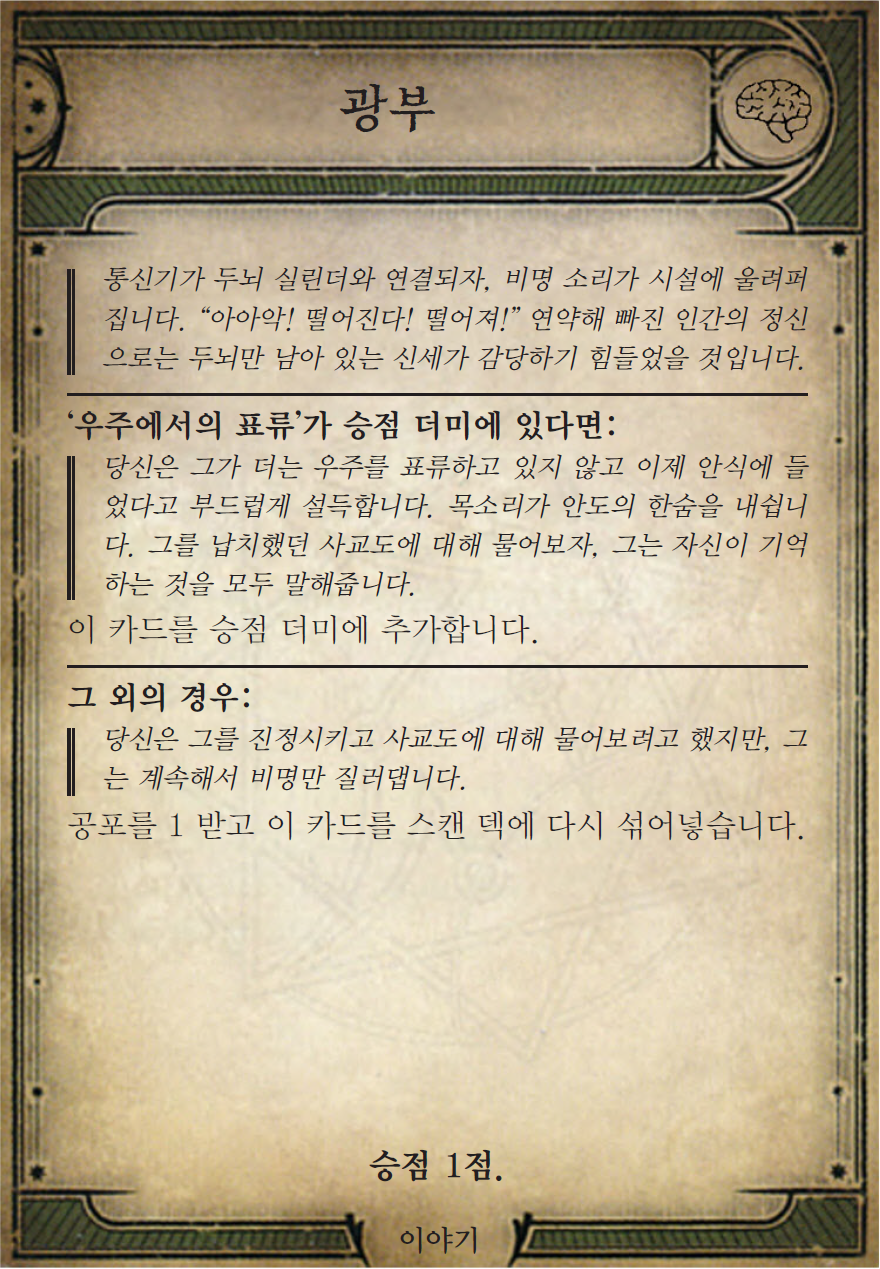 광부
통신기가 두뇌 실린더와 연결되자, 비명 소리가 시설에 울려퍼
집니다. “아아악! 떨어진다! 떨어져!” 연약해 빠진 인간의 정신
으로는 두뇌만 남아 있는 신세가 감당하기 힘들었을 것입니다.
‘우주에서의 표류’가 승점 더미에 있다면:
당신은 그가 더는 우주를 표류하고 있지 않고 이제 안식에 들
었다고 부드럽게 설득합니다. 목소리가 안도의 한숨을 내쉽니
다. 그를 납치했던 사교도에 대해 물어보자, 그는 자신이 기억
하는 것을 모두 말해줍니다.
이 카드를 승점 더미에 추가합니다.
그 외의 경우:
당신은 그를 진정시키고 사교도에 대해 물어보려고 했지만, 그
는 계속해서 비명만 질러댑니다.
공포를 1 받고 이 카드를 스캔 덱에 다시 섞어넣습니다.
승점 1점.
이야기